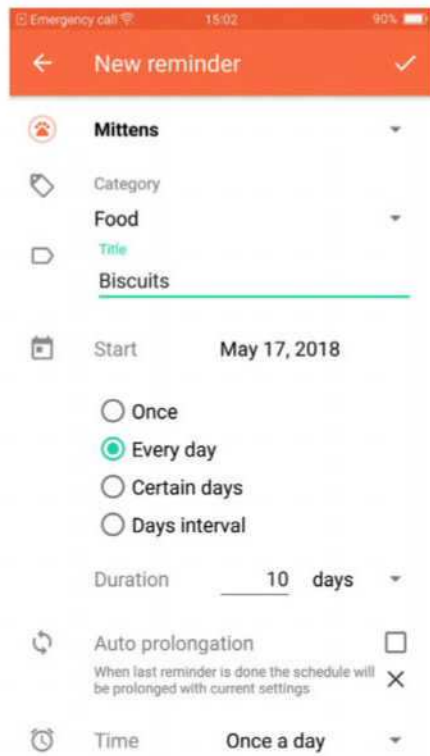 Emergency call 15:02 90%
New reminder
Mittens
Category
Food
Title
Biscuits
Start May 17, 2018
Once
Every day
Certain days
Days interval
Duration 10 days
Auto prolongation
When last reminder is done the schedule will
be prolonged with current settings
Time Once a day